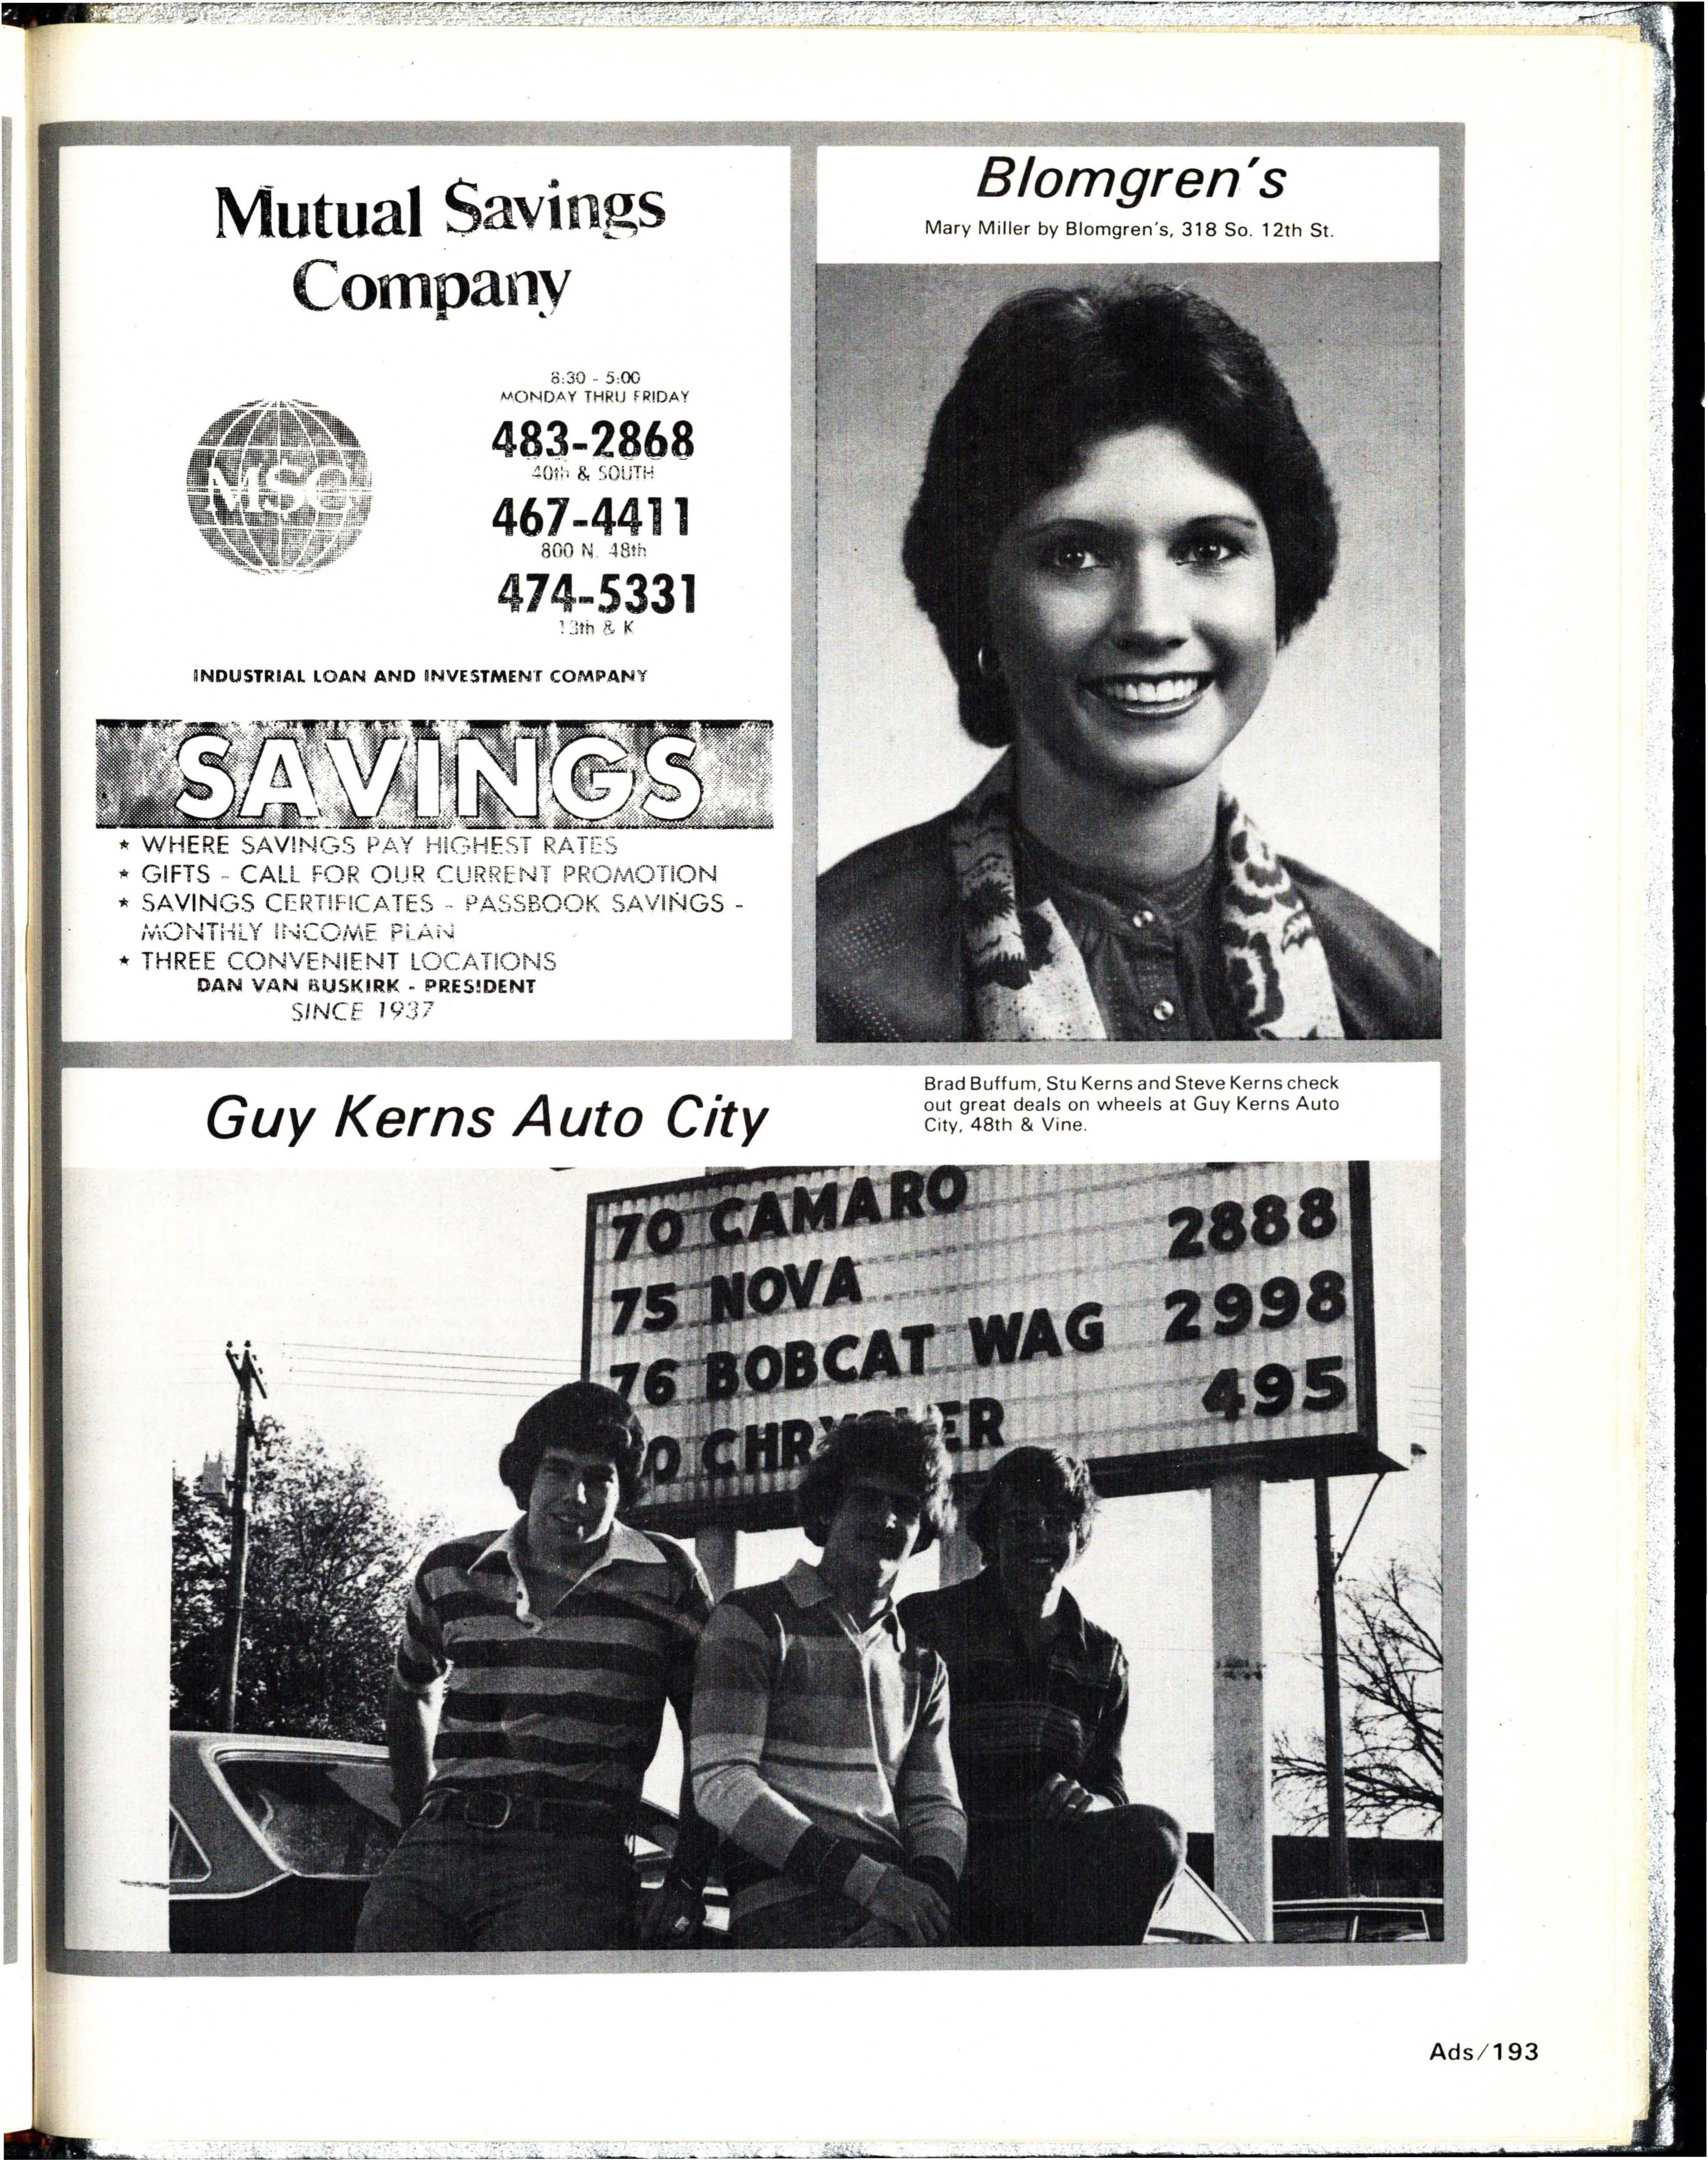 Mutual Savings
Company
8:30 - 5:00
MONDAY THRU FRIDAY
483-2868
40th & SOUTH
467-4411
800 N. 48th
474-5331
13th & K
M$C
INDUSTRIAL LOAN AND INVESTMENT COMPANY
SAVINGS
* WHERE SAVINGS PAY HIGHEST RATES
* GIFTS - CALL FOR OUR CURRENT PROMOTION
* SAVINGS CERTIFICATES - PASSBOOK SAVINGS -
MONTHLY INCOME PLAN
* THREE CONVENIENT LOCATIONS
DAN VAN BUSKIRK - PRESIDENT
SINCE 1937
Blomgren's
Mary Miller by Blomgren's, 318 So. 12th St.
Guy Kerns Auto City
Brad Buffum, Stu Kerns and Steve Kerns check
out great deals on wheels at Guy Kerns Auto
City, 48th & Vine.
70 CAMARO
75 NOVA 2888
76 BOBCAT WAG 2998
0 CHRYSLER 495
Ads/193